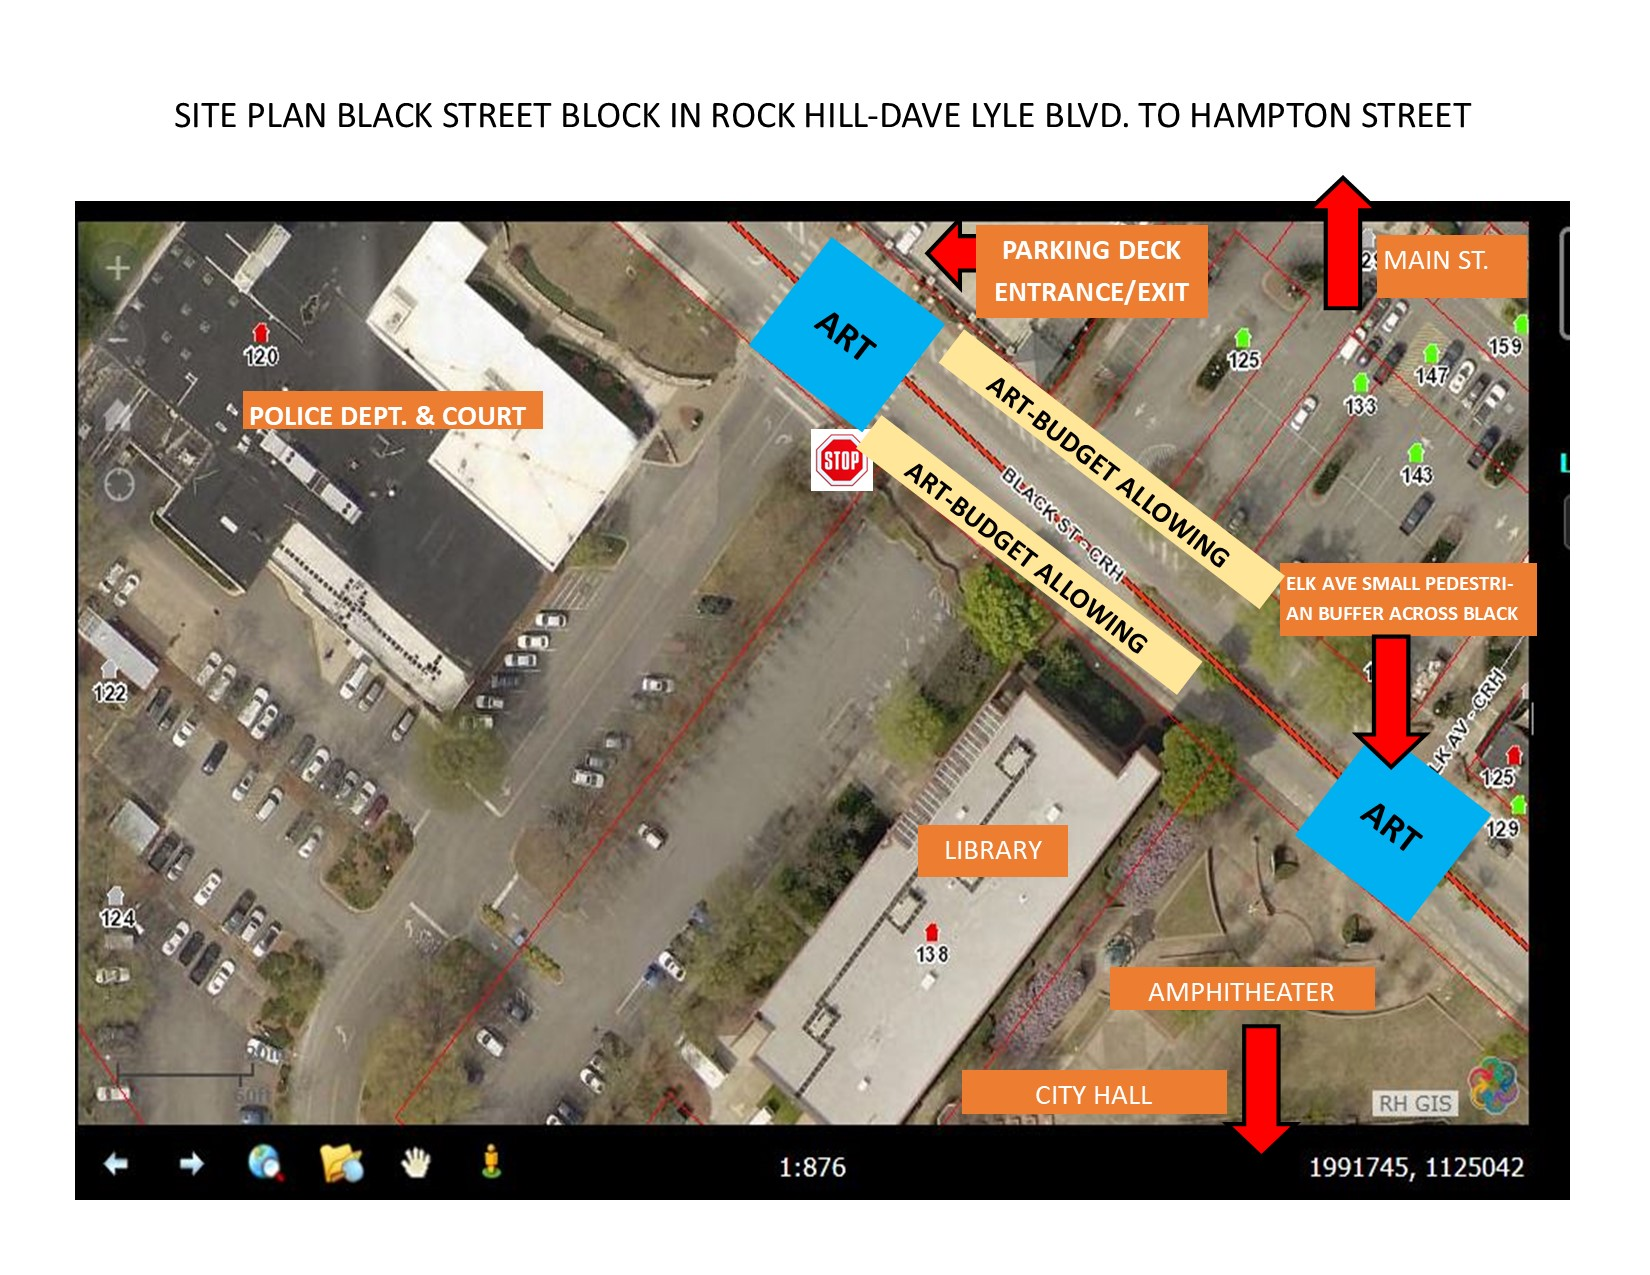 SITE PLAN BLACK STREET BLOCK IN ROCK HILL-DAVE LYLE BLVD. TO HAMPTON STREET
PARKING DECK
ENTRANCE/EXIT
MAIN ST.
120
POLICE DEPT. & COURT
ART
125
159
147
133
143
STOP
ART-BUDGET ALLOWING
BLACK ST - CRH
ART-BUDGET ALLOWING
ELK AVE SMALL PEDESTRI-
AN BUFFER ACROSS BLACK
122
LK AV - CRH
125
129
ART
LIBRARY
124
138
AMPHITHEATER
CITY HALL
RH GIS
1:876
1991745, 1125042